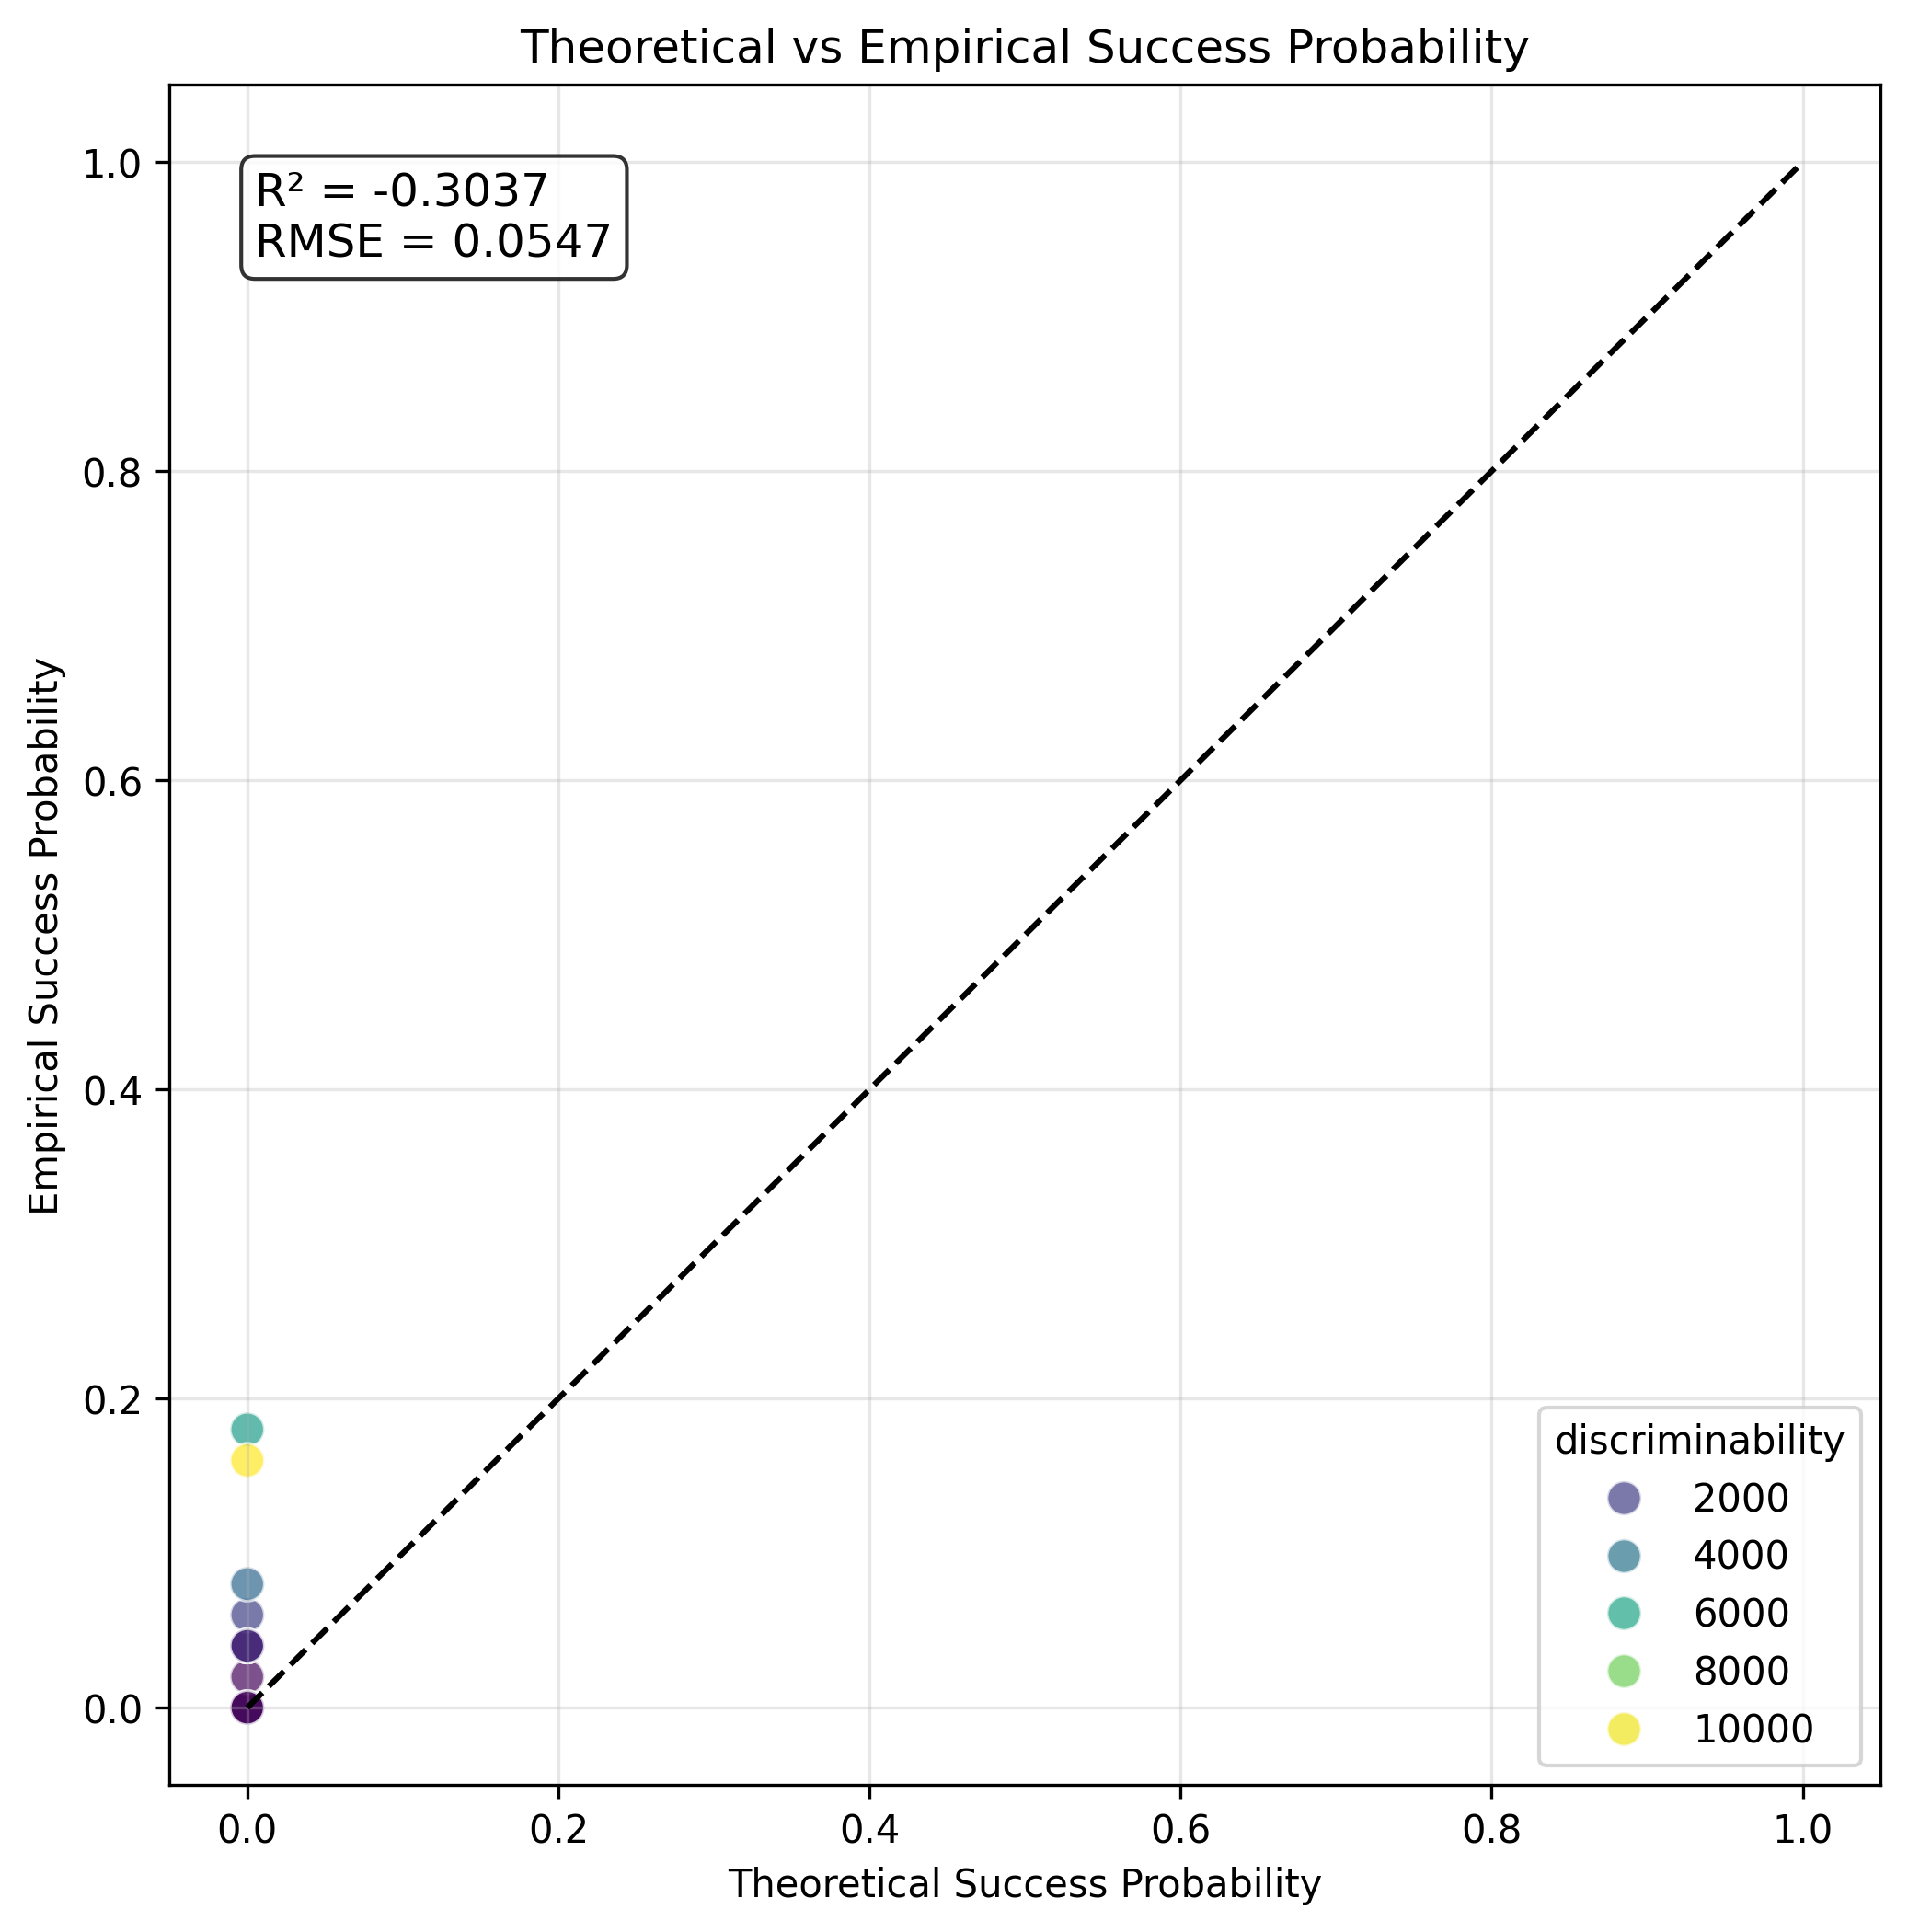 Theoretical vs Empirical Success Probability
R² = -0.3037
RMSE = 0.0547
1.0
0.8
0.6
0.4
0.2
0.0
Empirical Success Probability
discriminability
2000
4000
6000
8000
10000
0.0 0.2 0.4 0.6 0.8 1.0
Theoretical Success Probability